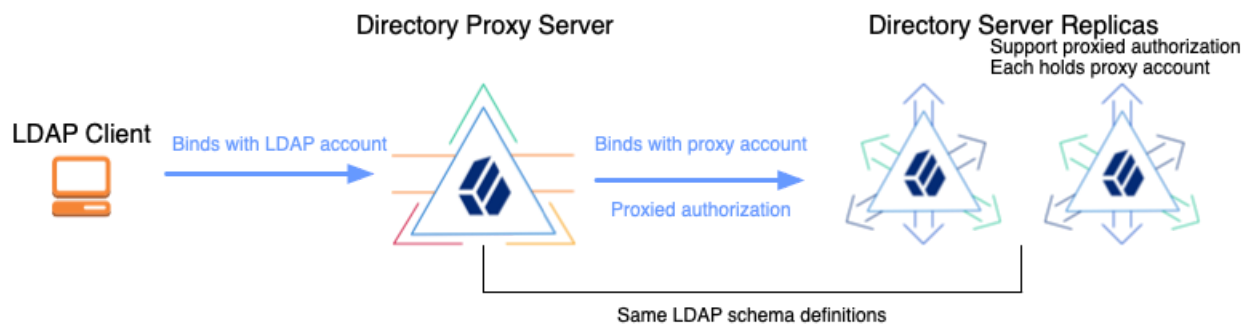 Directory Proxy Server
Directory Server Replicas
Support proxied authorization
Each holds proxy account
LDAP Client
Binds with LDAP account
Binds with proxy account
Proxied authorization
Same LDAP schema definitions